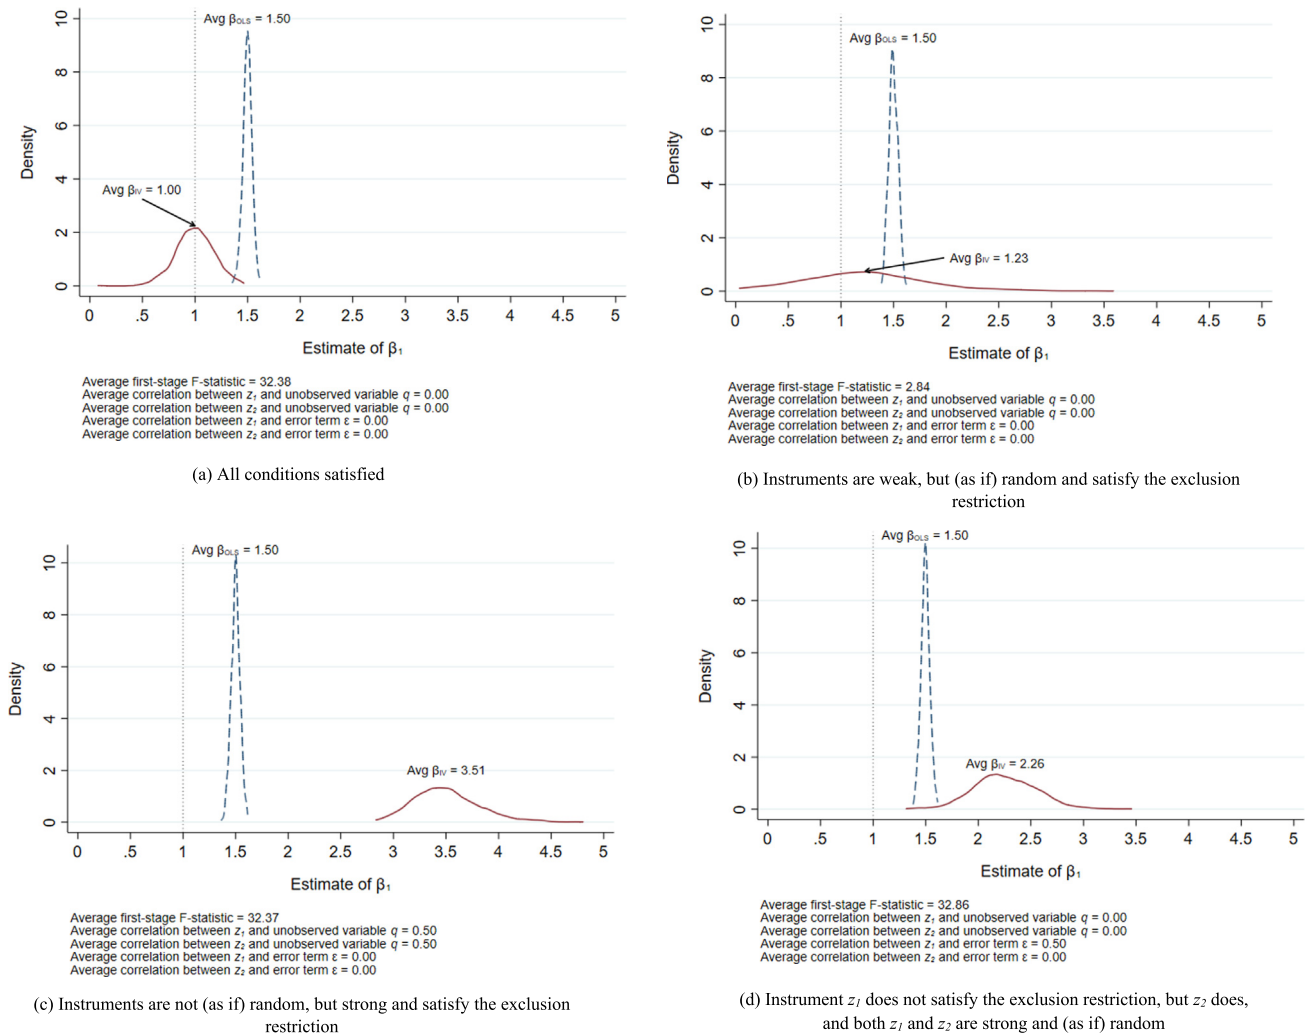 Avg βOLS = 1.50
Avg βIV = 1.00
Density
0
2
4
6
8
10
0 .5 1 1.5 2 2.5 3 3.5 4 4.5 5
Estimate of β₁
Average first-stage F-statistic = 32.38
Average correlation between z₁ and unobserved variable q = 0.00
Average correlation between z₂ and unobserved variable q = 0.00
Average correlation between z₁ and error term ε = 0.00
Average correlation between z₂ and error term ε = 0.00
(a) All conditions satisfied
Avg βOLS = 1.50
Avg βIV = 1.23
Density
0
2
4
6
8
10
0 .5 1 1.5 2 2.5 3 3.5 4 4.5 5
Estimate of β₁
Average first-stage F-statistic = 2.84
Average correlation between z₁ and unobserved variable q = 0.00
Average correlation between z₂ and unobserved variable q = 0.00
Average correlation between z₁ and error term ε = 0.00
Average correlation between z₂ and error term ε = 0.00
(b) Instruments are weak, but (as if) random and satisfy the exclusion
restriction
Avg βOLS = 1.50
Avg βIV = 3.51
Density
0
2
4
6
8
10
0 .5 1 1.5 2 2.5 3 3.5 4 4.5 5
Estimate of β₁
Average first-stage F-statistic = 32.37
Average correlation between z₁ and unobserved variable q = 0.50
Average correlation between z₂ and unobserved variable q = 0.50
Average correlation between z₁ and error term ε = 0.00
Average correlation between z₂ and error term ε = 0.00
(c) Instruments are not (as if) random, but strong and satisfy the exclusion
restriction
Avg βOLS = 1.50
Avg βIV = 2.26
Density
0
2
4
6
8
10
0 .5 1 1.5 2 2.5 3 3.5 4 4.5 5
Estimate of β₁
Average first-stage F-statistic = 32.86
Average correlation between z₁ and unobserved variable q = 0.00
Average correlation between z₂ and unobserved variable q = 0.00
Average correlation between z₁ and error term ε = 0.50
Average correlation between z₂ and error term ε = 0.00
(d) Instrument z₁ does not satisfy the exclusion restriction, but z₂ does,
and both z₁ and z₂ are strong and (as if) random